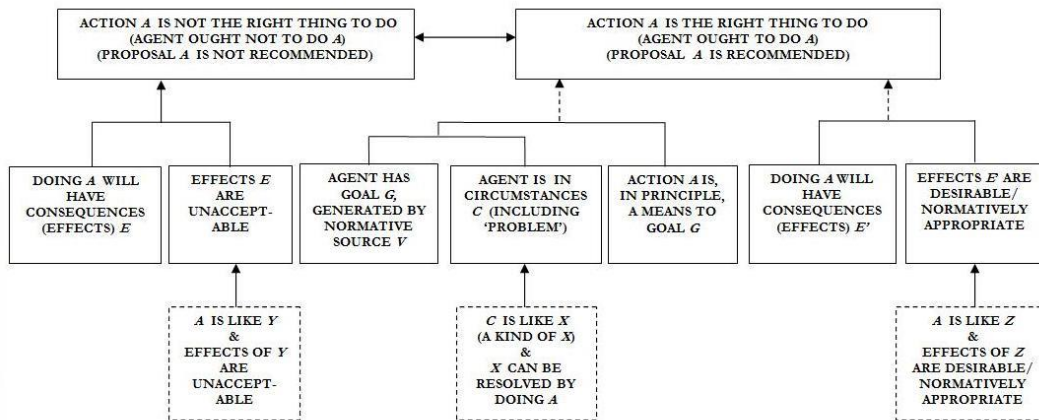 ACTION A IS NOT THE RIGHT THING TO DO
(AGENT OUGHT NOT TO DO A)
(PROPOSAL A IS NOT RECOMMENDED)
ACTION A IS THE RIGHT THING TO DO
(AGENT OUGHT TO DO A)
(PROPOSAL A IS RECOMMENDED)
DOING A WILL
HAVE
CONSEQUENCES
(EFFECTS) E
EFFECTS E
ARE
UNACCEPT-
ABLE
AGENT HAS
GOAL G,
GENERATED BY
NORMATIVE
SOURCE V
AGENT IS IN
CIRCUMSTANCES
C (INCLUDING
‘PROBLEM’)
ACTION A IS,
IN PRINCIPLE,
A MEANS TO
GOAL G
DOING A WILL
HAVE
CONSEQUENCES
(EFFECTS) E'
EFFECTS E' ARE
DESIRABLE/
NORMATIVELY
APPROPRIATE
A IS LIKE Y
&
EFFECTS OF Y
ARE
UNACCEPT-
ABLE
C IS LIKE X
(A KIND OF X)
&
X CAN BE
RESOLVED BY
DOING A
A IS LIKE Z
&
EFFECTS OF Z
ARE DESIRABLE/
NORMATIVELY
APPROPRIATE